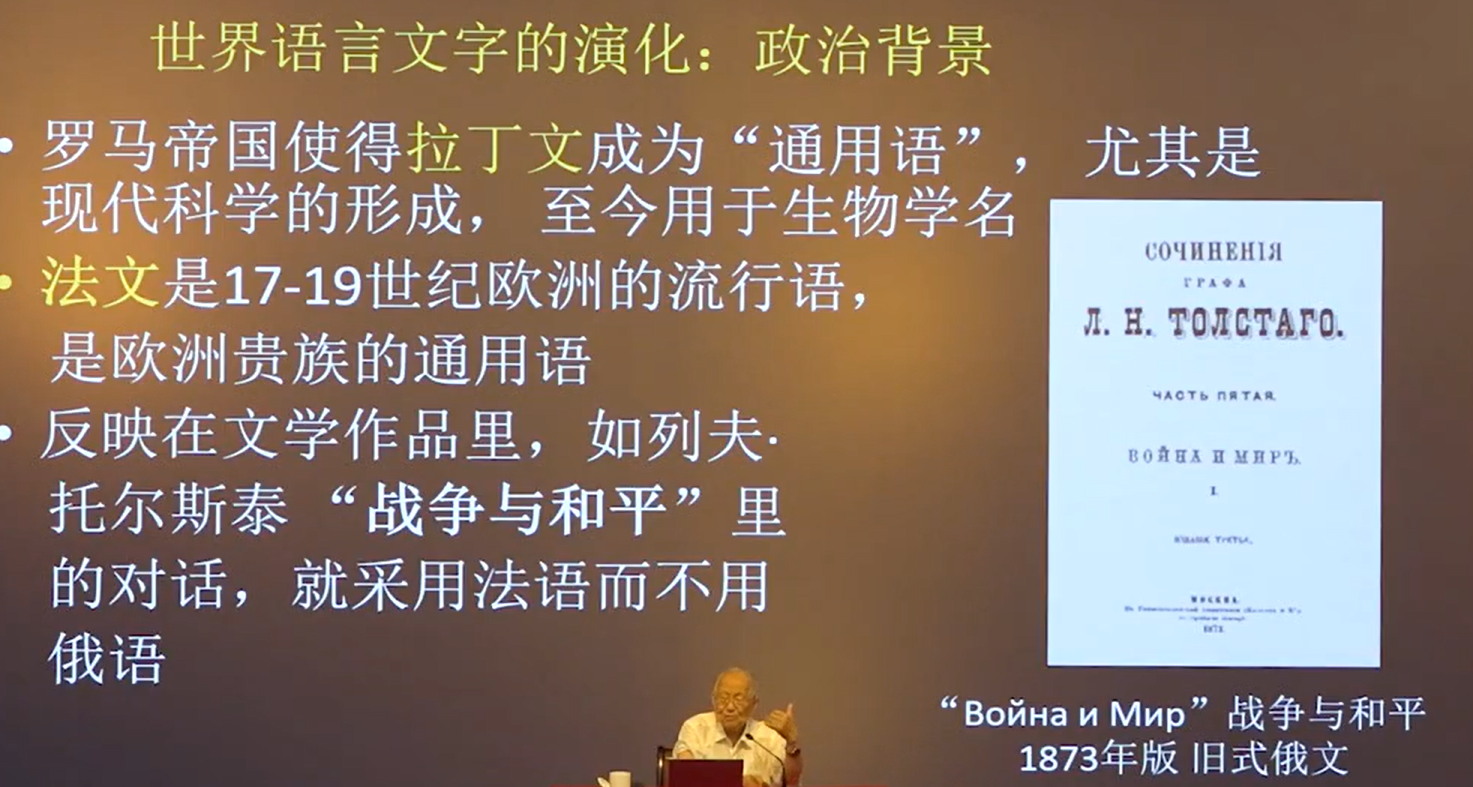 世界语言文字的演化：政治背景
• 罗马帝国使得拉丁文成为“通用语”， 尤其是
现代科学的形成， 至今用于生物学名
• 法文是17-19世纪欧洲的流行语，
是欧洲贵族的通用语
• 反映在文学作品里，如列夫·
托尔斯泰 “战争与和平”里
的对话，就采用法语而不用
俄语
СОЧИНЕНІЯ
ГРАФА
Л. Н. ТОЛСТАГО.
ЧАСТЬ ПЯТАЯ.
ВОЙНА И МИРЪ.
I.
МОСКВА.
1873.
“Война и Мир” 战争与和平
1873年版 旧式俄文